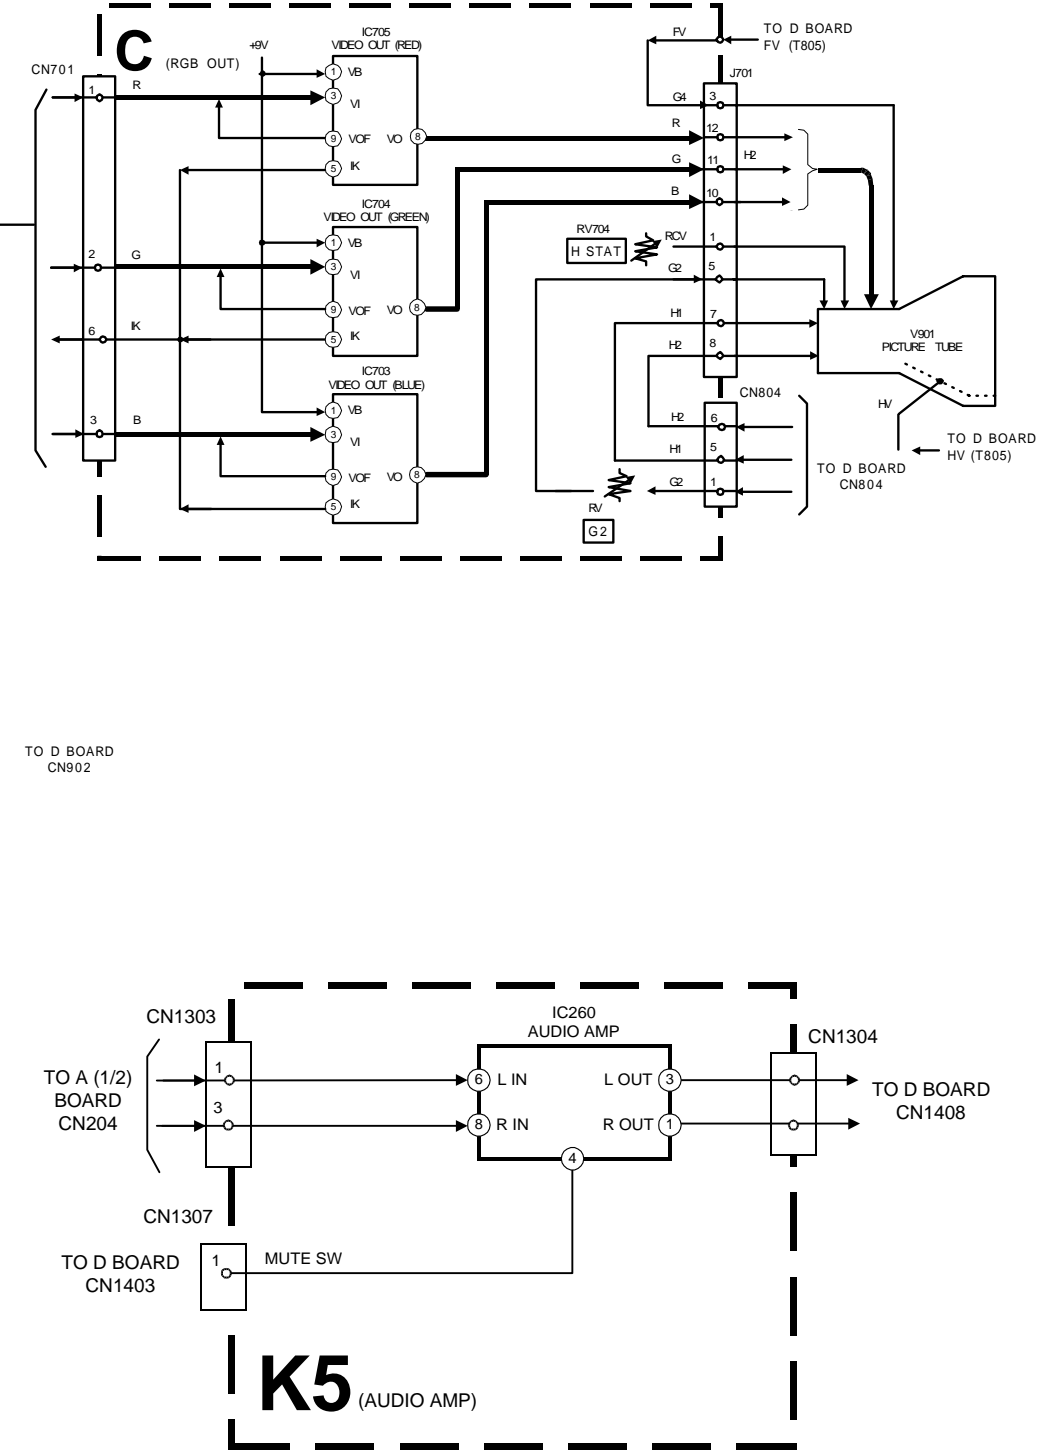 C (RGB OUT)
CN701
+9V
IC705
VIDEO OUT (RED)
1 VB
3 VI
9 VOF
VO 8
5 IK
1 R
2 G
6 IK
3 B
IC704
VIDEO OUT (GREEN)
1 VB
3 VI
9 VOF
VO 8
5 IK
IC703
VIDEO OUT (BLUE)
1 VB
3 VI
9 VOF
VO 8
5 IK
FV
TO D BOARD
FV (T805)
J701
G4 3
R 12
G 11 H2
B 10
RV704
H STAT
RCV 1
G2 5
H1 7
H2 8
V901
PICTURE TUBE
HV
TO D BOARD
HV (T805)
CN804
H2 6
H1 5
G2 1
RV
G2
TO D BOARD
CN804
TO D BOARD
CN902
CN1303
TO A (1/2)
BOARD
CN204
1
3
IC260
AUDIO AMP
6 L IN
L OUT 3
8 R IN
R OUT 1
4
CN1304
TO D BOARD
CN1408
CN1307
TO D BOARD
CN1403
1
MUTE SW
K5 (AUDIO AMP)